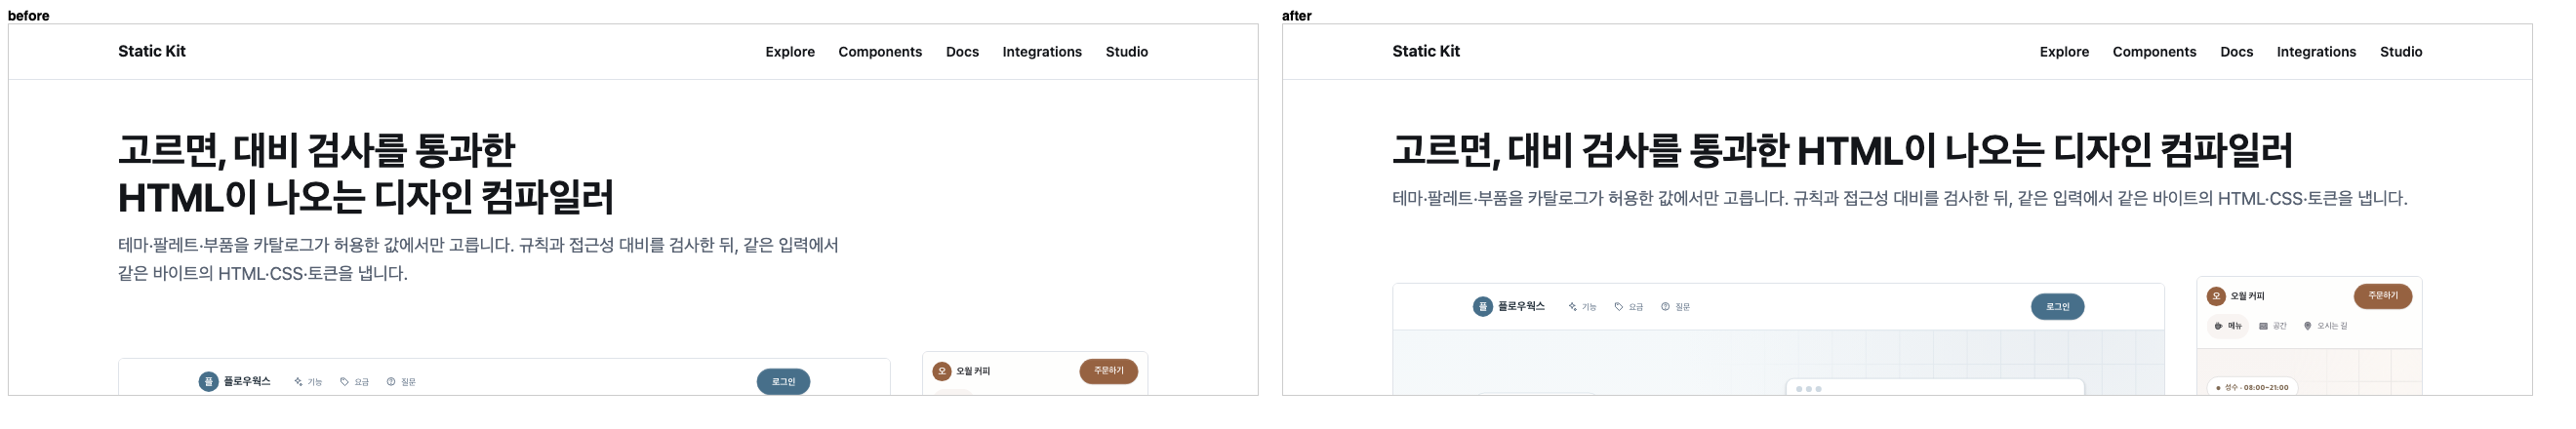 before
Static Kit
Explore Components Docs Integrations Studio
고르면, 대비 검사를 통과한
HTML이 나오는 디자인 컴파일러
테마·팔레트·부품을 카탈로그가 허용한 값에서만 고릅니다. 규칙과 접근성 대비를 검사한 뒤, 같은 입력에서
같은 바이트의 HTML·CSS·토큰을 냅니다.
플 플로우웍스 기능 요금 질문 로그인
오 오월 커피 주문하기
after
Static Kit
Explore Components Docs Integrations Studio
고르면, 대비 검사를 통과한 HTML이 나오는 디자인 컴파일러
테마·팔레트·부품을 카탈로그가 허용한 값에서만 고릅니다. 규칙과 접근성 대비를 검사한 뒤, 같은 입력에서 같은 바이트의 HTML·CSS·토큰을 냅니다.
플 플로우웍스 기능 요금 질문 로그인
오 오월 커피 주문하기
메뉴 공간 오시는 길
성수 · 08:00–21:00